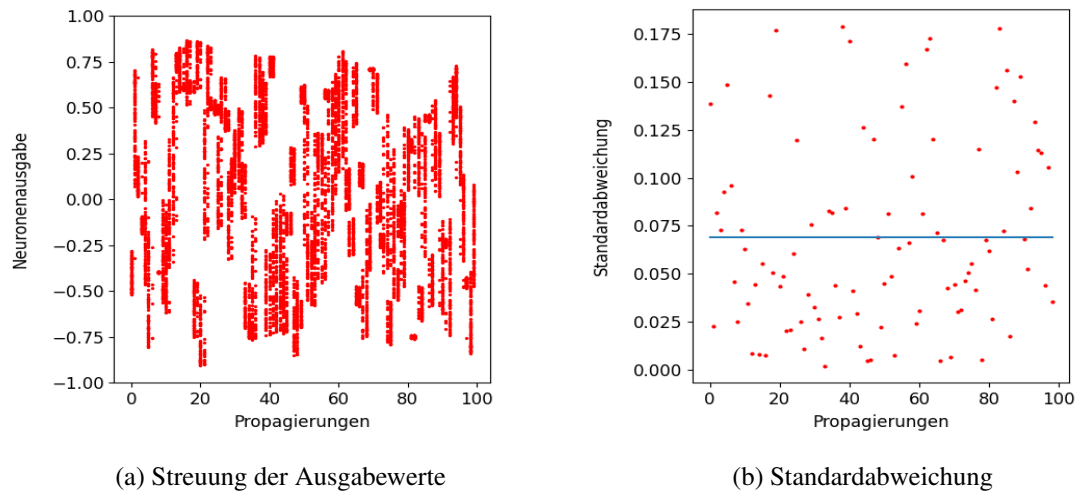 1.00
0.75
0.50
0.25
0.00
−0.25
−0.50
−0.75
−1.00
Neuronenausgabe
0 20 40 60 80 100
Propagierungen
(a) Streuung der Ausgabewerte
0.175
0.150
0.125
0.100
0.075
0.050
0.025
0.000
Standardabweichung
0 20 40 60 80 100
Propagierungen
(b) Standardabweichung